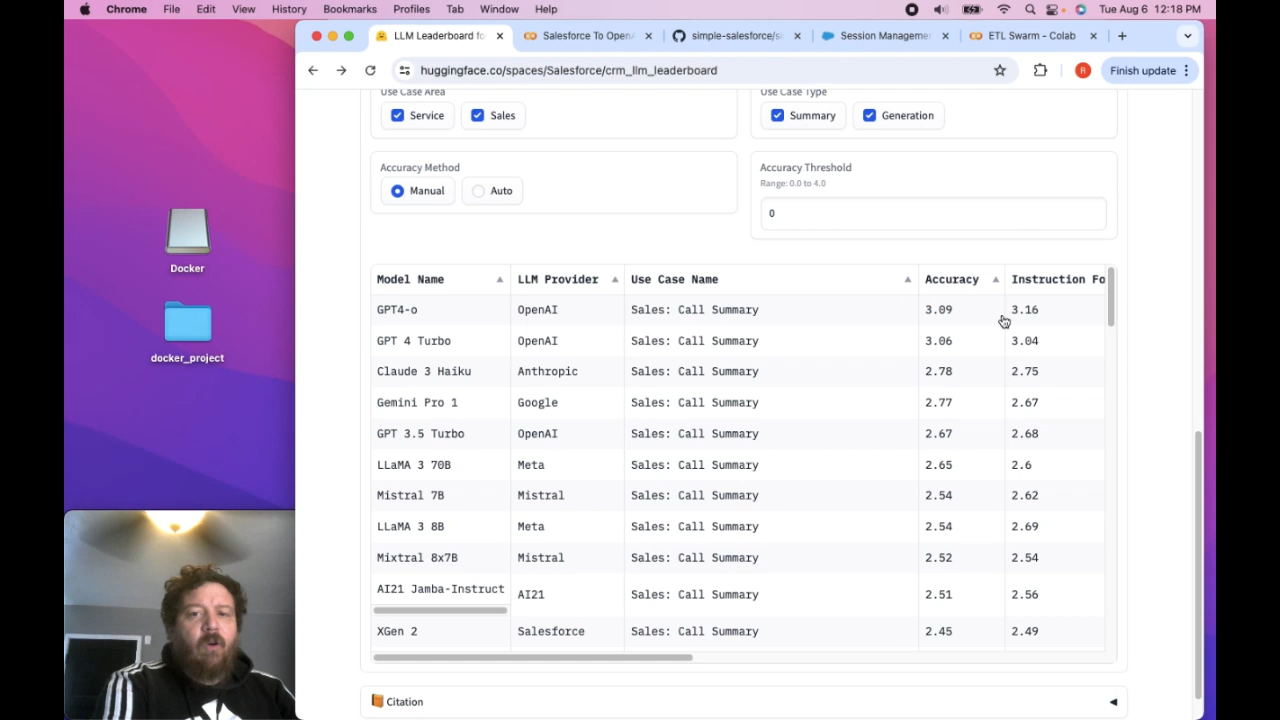 Chrome File Edit View History Bookmarks Profiles Tab Window Help Tue Aug 6 12:18 PM
LLM Leaderboard fo Salesforce To OpenA simple-salesforce/s Session Manageme ETL Swarm - Colab
huggingface.co/spaces/Salesforce/crm_llm_leaderboard R Finish update
Use Case Area Use Case Type
Service Sales Summary Generation
Accuracy Method Accuracy Threshold
Range: 0.0 to 4.0
Manual Auto
0
Docker
docker_project
Model Name LLM Provider Use Case Name Accuracy Instruction Fo
GPT4-o OpenAI Sales: Call Summary 3.09 3.16
GPT 4 Turbo OpenAI Sales: Call Summary 3.06 3.04
Claude 3 Haiku Anthropic Sales: Call Summary 2.78 2.75
Gemini Pro 1 Google Sales: Call Summary 2.77 2.67
GPT 3.5 Turbo OpenAI Sales: Call Summary 2.67 2.68
LLaMA 3 70B Meta Sales: Call Summary 2.65 2.6
Mistral 7B Mistral Sales: Call Summary 2.54 2.62
LLaMA 3 8B Meta Sales: Call Summary 2.54 2.69
Mixtral 8x7B Mistral Sales: Call Summary 2.52 2.54
AI21 Jamba-Instruct AI21 Sales: Call Summary 2.51 2.56
XGen 2 Salesforce Sales: Call Summary 2.45 2.49
Citation